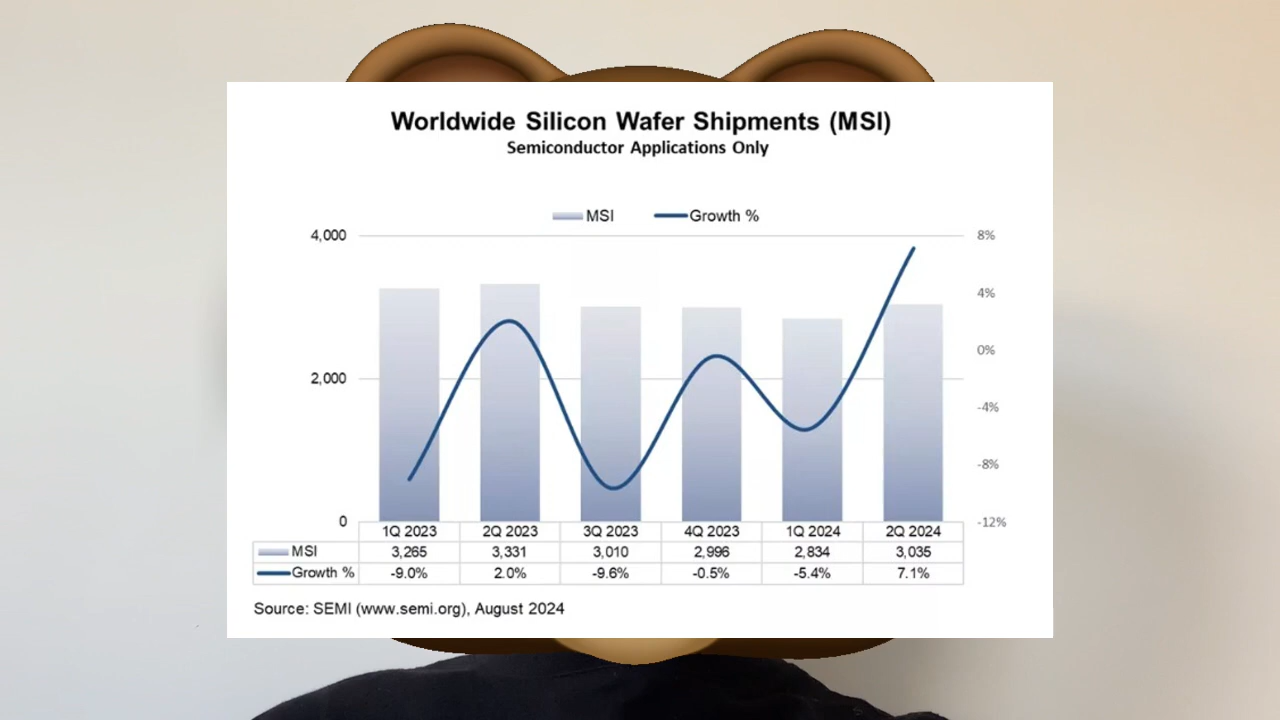 Worldwide Silicon Wafer Shipments (MSI)
Semiconductor Applications Only
MSI Growth %
4,000 8%
4%
0%
2,000
-4%
-8%
0 -12%
1Q 2023 2Q 2023 3Q 2023 4Q 2023 1Q 2024 2Q 2024
MSI 3,265 3,331 3,010 2,996 2,834 3,035
Growth % -9.0% 2.0% -9.6% -0.5% -5.4% 7.1%
Source: SEMI (www.semi.org), August 2024